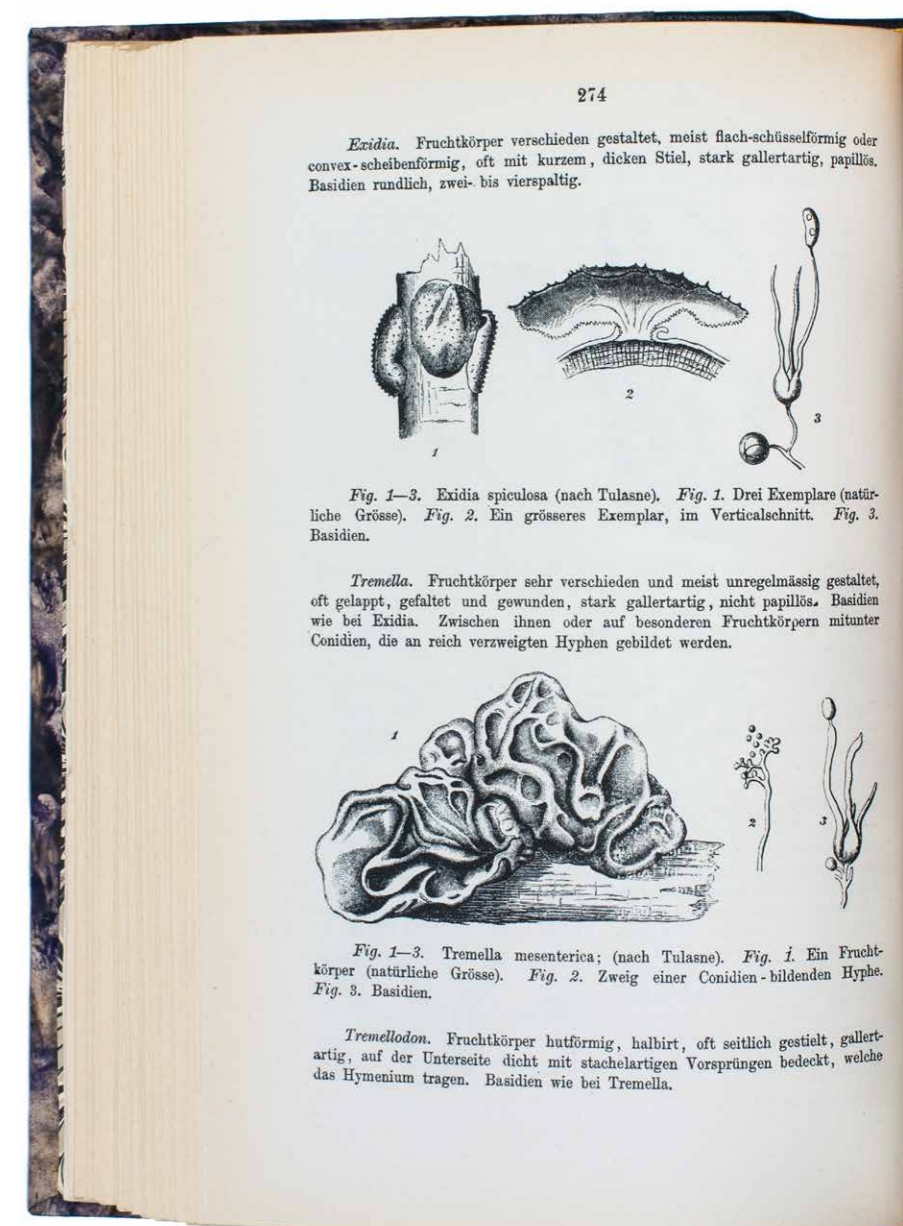 274
Exidia. Fruchtkörper verschieden gestaltet, meist flach-schüsselförmig oder
convex-scheibenförmig, oft mit kurzem, dicken Stiel, stark gallertartig, papillös.
Basidien rundlich, zwei- bis vierspaltig.
1
2
3
Fig. 1—3. Exidia spiculosa (nach Tulasne). Fig. 1. Drei Exemplare (natür-
liche Grösse). Fig. 2. Ein grösseres Exemplar, im Verticalschnitt. Fig. 3.
Basidien.
Tremella. Fruchtkörper sehr verschieden und meist unregelmässig gestaltet,
oft gelappt, gefaltet und gewunden, stark gallertartig, nicht papillös. Basidien
wie bei Exidia. Zwischen ihnen oder auf besonderen Fruchtkörpern mitunter
Conidien, die an reich verzweigten Hyphen gebildet werden.
1
2
3
Fig. 1—3. Tremella mesenterica; (nach Tulasne). Fig. 1. Ein Frucht-
körper (natürliche Grösse). Fig. 2. Zweig einer Conidien-bildenden Hyphe.
Fig. 3. Basidien.
Tremellodon. Fruchtkörper hutförmig, halbirt, oft seitlich gestielt, gallert-
artig, auf der Unterseite dicht mit stachelartigen Vorsprüngen bedeckt, welche
das Hymenium tragen. Basidien wie bei Tremella.